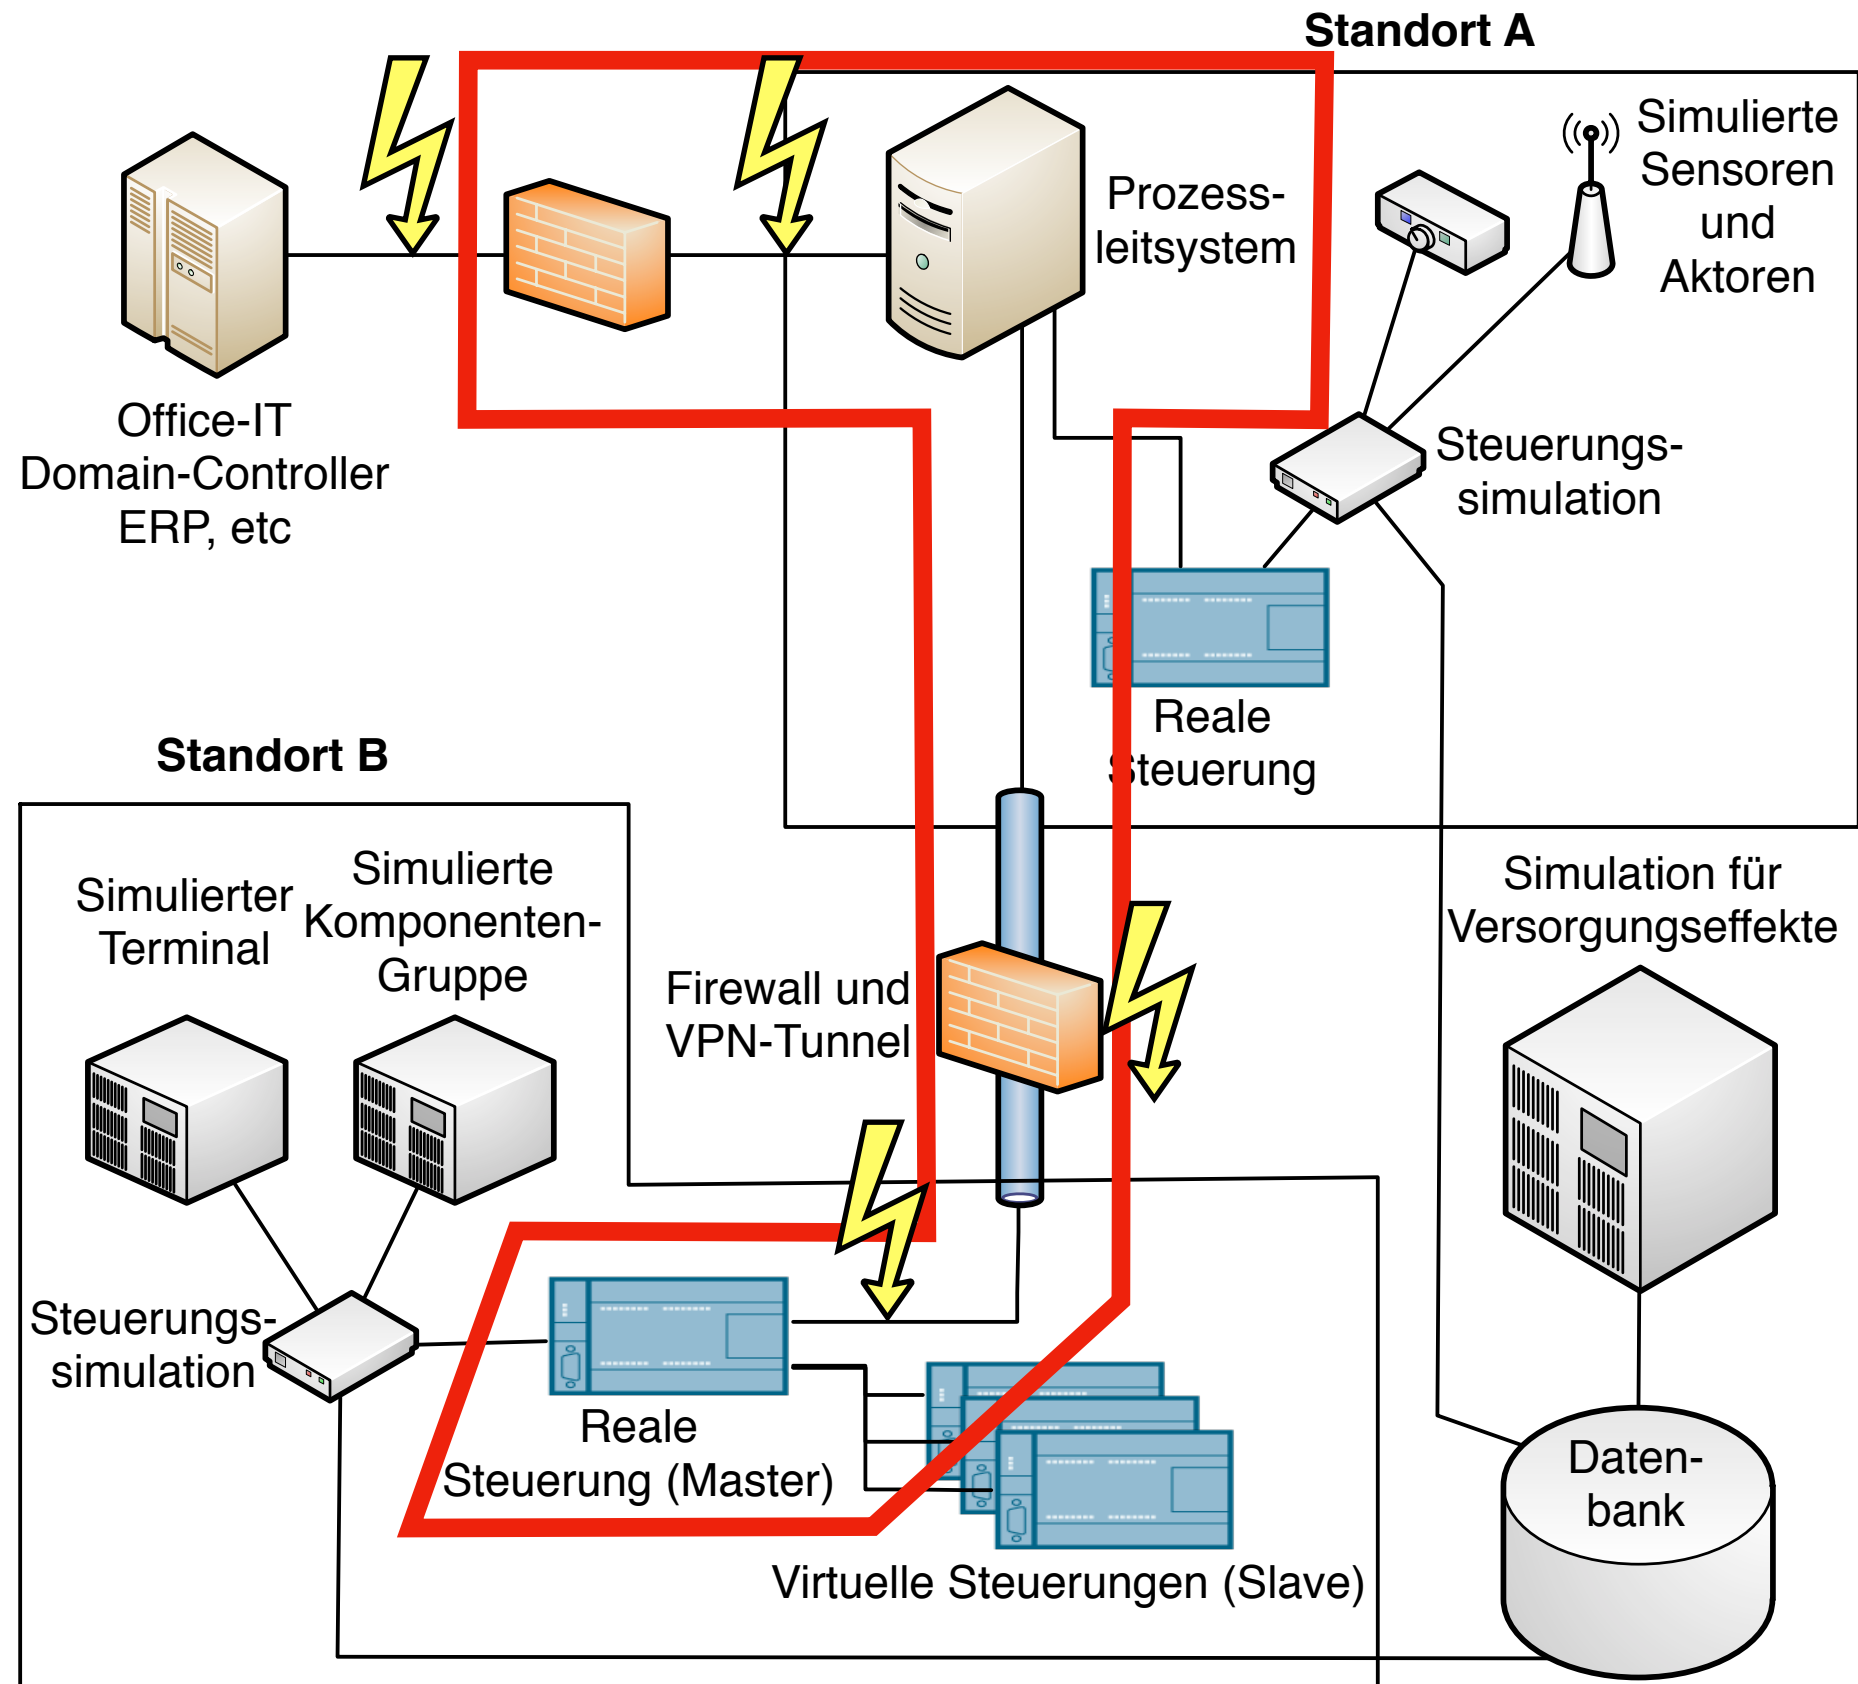 Standort A
Simulierte
Sensoren
und
Aktoren
Prozess-
leitsystem
Office-IT
Domain-Controller
ERP, etc
Steuerungs-
simulation
Reale
Steuerung
Standort B
Simulierter
Terminal
Simulierte
Komponenten-
Gruppe
Firewall und
VPN-Tunnel
Simulation für
Versorgungseffekte
Steuerungs-
simulation
Reale
Steuerung (Master)
Virtuelle Steuerungen (Slave)
Daten-
bank